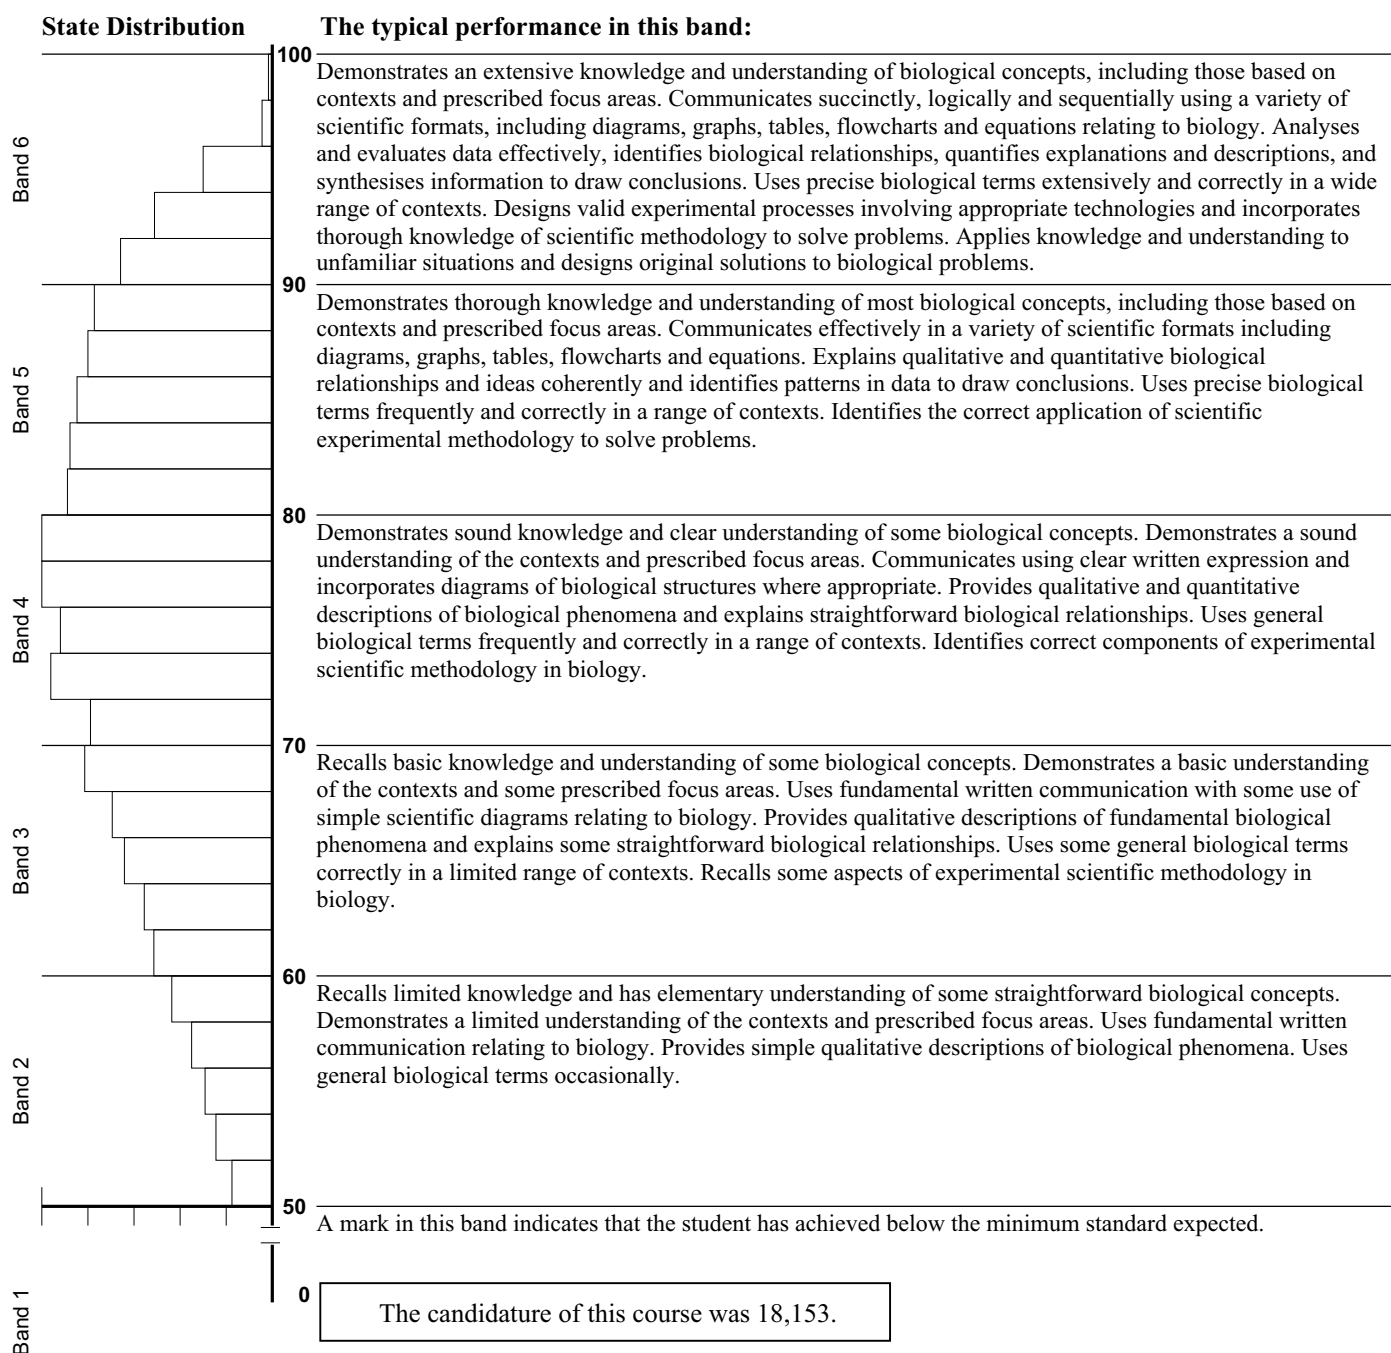 State Distribution
The typical performance in this band:
100
Demonstrates an extensive knowledge and understanding of biological concepts, including those based on
contexts and prescribed focus areas. Communicates succinctly, logically and sequentially using a variety of
scientific formats, including diagrams, graphs, tables, flowcharts and equations relating to biology. Analyses
and evaluates data effectively, identifies biological relationships, quantifies explanations and descriptions, and
synthesises information to draw conclusions. Uses precise biological terms extensively and correctly in a wide
range of contexts. Designs valid experimental processes involving appropriate technologies and incorporates
thorough knowledge of scientific methodology to solve problems. Applies knowledge and understanding to
unfamiliar situations and designs original solutions to biological problems.
Band 6
90
Demonstrates thorough knowledge and understanding of most biological concepts, including those based on
contexts and prescribed focus areas. Communicates effectively in a variety of scientific formats including
diagrams, graphs, tables, flowcharts and equations. Explains qualitative and quantitative biological
relationships and ideas coherently and identifies patterns in data to draw conclusions. Uses precise biological
terms frequently and correctly in a range of contexts. Identifies the correct application of scientific
experimental methodology to solve problems.
Band 5
80
Demonstrates sound knowledge and clear understanding of some biological concepts. Demonstrates a sound
understanding of the contexts and prescribed focus areas. Communicates using clear written expression and
incorporates diagrams of biological structures where appropriate. Provides qualitative and quantitative
descriptions of biological phenomena and explains straightforward biological relationships. Uses general
biological terms frequently and correctly in a range of contexts. Identifies correct components of experimental
scientific methodology in biology.
Band 4
70
Recalls basic knowledge and understanding of some biological concepts. Demonstrates a basic understanding
of the contexts and some prescribed focus areas. Uses fundamental written communication with some use of
simple scientific diagrams relating to biology. Provides qualitative descriptions of fundamental biological
phenomena and explains some straightforward biological relationships. Uses some general biological terms
correctly in a limited range of contexts. Recalls some aspects of experimental scientific methodology in
biology.
Band 3
60
Recalls limited knowledge and has elementary understanding of some straightforward biological concepts.
Demonstrates a limited understanding of the contexts and prescribed focus areas. Uses fundamental written
communication relating to biology. Provides simple qualitative descriptions of biological phenomena. Uses
general biological terms occasionally.
Band 2
50
A mark in this band indicates that the student has achieved below the minimum standard expected.
0
Band 1
The candidature of this course was 18,153.